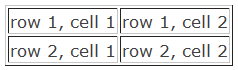 row 1, cell 1 row 1, cell 2
row 2, cell 1 row 2, cell 2